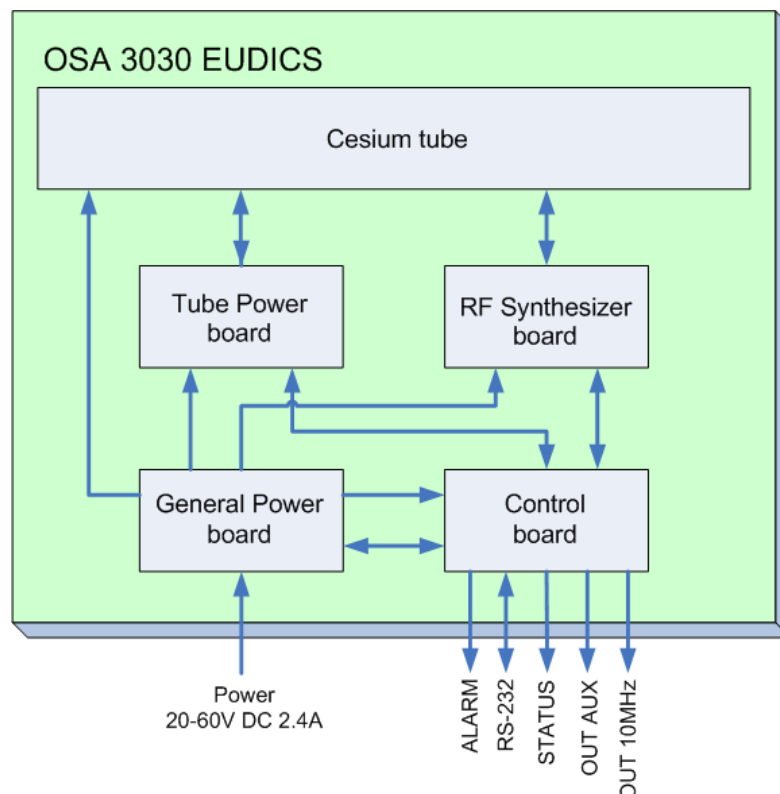 OSA 3030 EUDICS
Cesium tube
Tube Power
board
RF Synthesizer
board
General Power
board
Control
board
Power
20-60V DC 2.4A
ALARM
RS-232
STATUS
OUT AUX
OUT 10MHz